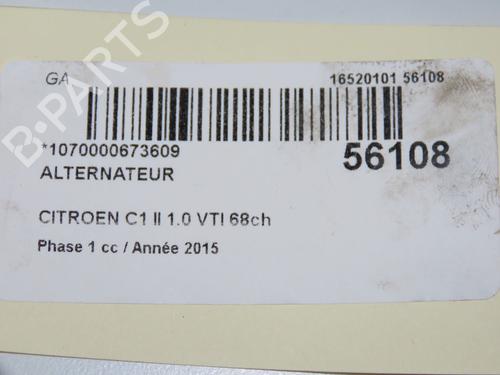 GA
16520101 56108
*1070000673609
56108
ALTERNATEUR
CITROEN C1 II 1.0 VTI 68ch
Phase 1 cc / Année 2015
B-PARTS